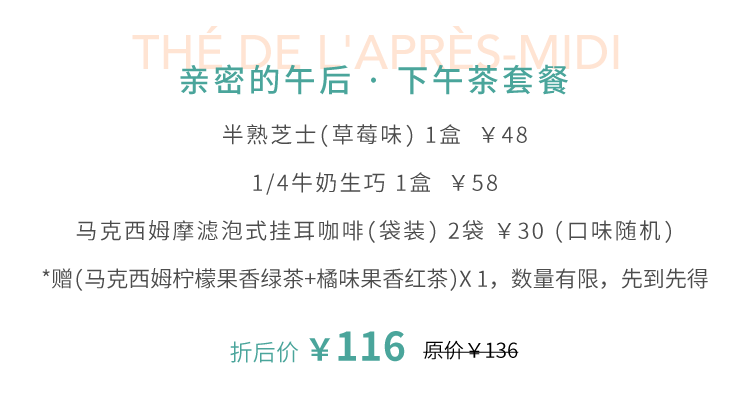 THÉ DE L'APRÈS-MIDI
亲密的午后 · 下午茶套餐
半熟芝士(草莓味) 1盒 ￥48
1/4牛奶生巧 1盒 ￥58
马克西姆摩滤泡式挂耳咖啡(袋装) 2袋 ￥30 (口味随机)
*赠(马克西姆柠檬果香绿茶+橘味果香红茶)X 1，数量有限，先到先得
折后价 ￥116 原价￥136